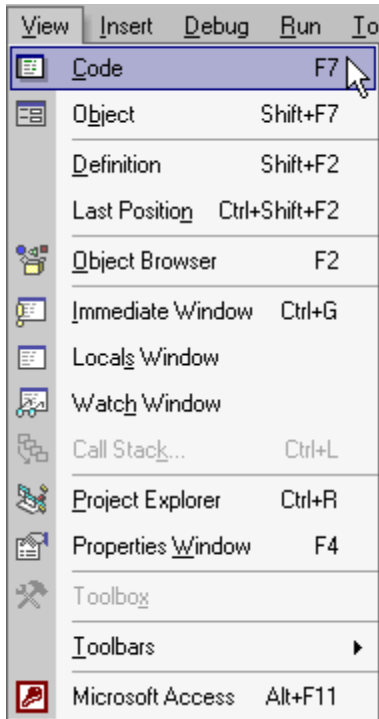 View Insert Debug Run To
Code F7
Object Shift+F7
Definition Shift+F2
Last Position Ctrl+Shift+F2
Object Browser F2
Immediate Window Ctrl+G
Locals Window
Watch Window
Call Stack... Ctrl+L
Project Explorer Ctrl+R
Properties Window F4
Toolbox
Toolbars
Microsoft Access Alt+F11